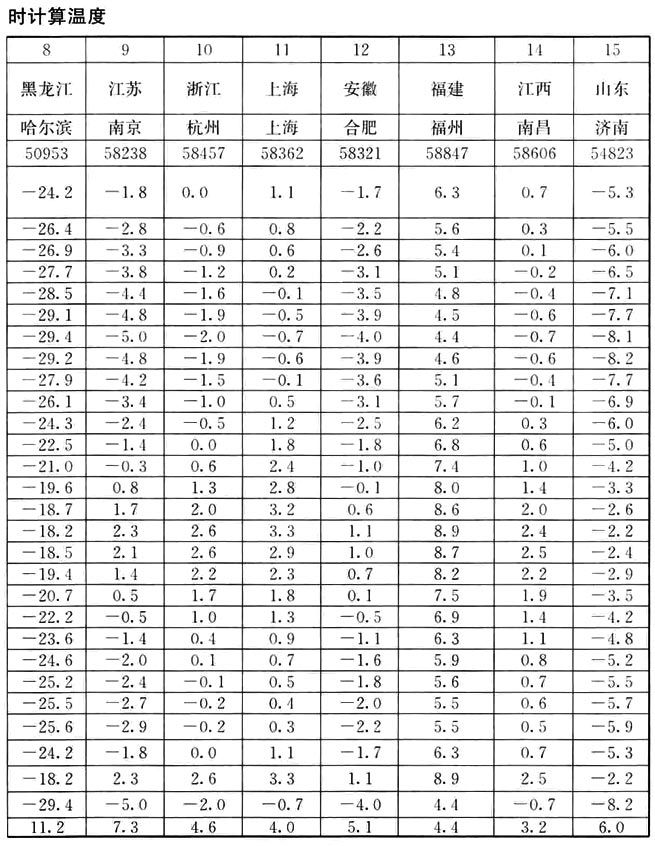 时计算温度
8 9 10 11 12 13 14 15
黑龙江 江苏 浙江 上海 安徽 福建 江西 山东
哈尔滨 南京 杭州 上海 合肥 福州 南昌 济南
50953 58238 58457 58362 58321 58847 58606 54823
−24.2 −1.8 0.0 1.1 −1.7 6.3 0.7 −5.3
−26.4 −2.8 −0.6 0.8 −2.2 5.6 0.3 −5.5
−26.9 −3.3 −0.9 0.6 −2.6 5.4 0.1 −6.0
−27.7 −3.8 −1.2 0.2 −3.1 5.1 −0.2 −6.5
−28.5 −4.4 −1.6 −0.1 −3.5 4.8 −0.4 −7.1
−29.1 −4.8 −1.9 −0.5 −3.9 4.5 −0.6 −7.7
−29.4 −5.0 −2.0 −0.7 −4.0 4.4 −0.7 −8.1
−29.2 −4.8 −1.9 −0.6 −3.9 4.6 −0.6 −8.2
−27.9 −4.2 −1.5 −0.1 −3.6 5.1 −0.4 −7.7
−26.1 −3.4 −1.0 0.5 −3.1 5.7 −0.1 −6.9
−24.3 −2.4 −0.5 1.2 −2.5 6.2 0.3 −6.0
−22.5 −1.4 0.0 1.8 −1.8 6.8 0.6 −5.0
−21.0 −0.3 0.6 2.4 −1.0 7.4 1.0 −4.2
−19.6 0.8 1.3 2.8 −0.1 8.0 1.4 −3.3
−18.7 1.7 2.0 3.2 0.6 8.6 2.0 −2.6
−18.2 2.3 2.6 3.3 1.1 8.9 2.4 −2.2
−18.5 2.1 2.6 2.9 1.0 8.7 2.5 −2.4
−19.4 1.4 2.2 2.3 0.7 8.2 2.2 −2.9
−20.7 0.5 1.7 1.8 0.1 7.5 1.9 −3.5
−22.2 −0.5 1.0 1.3 −0.5 6.9 1.4 −4.2
−23.6 −1.4 0.4 0.9 −1.1 6.3 1.1 −4.8
−24.6 −2.0 0.1 0.7 −1.6 5.9 0.8 −5.2
−25.2 −2.4 −0.1 0.5 −1.8 5.6 0.7 −5.5
−25.5 −2.7 −0.2 0.4 −2.0 5.5 0.6 −5.7
−25.6 −2.9 −0.2 0.3 −2.2 5.5 0.5 −5.9
−24.2 −1.8 0.0 1.1 −1.7 6.3 0.7 −5.3
−18.2 2.3 2.6 3.3 1.1 8.9 2.5 −2.2
−29.4 −5.0 −2.0 −0.7 −4.0 4.4 −0.7 −8.2
11.2 7.3 4.6 4.0 5.1 4.4 3.2 6.0